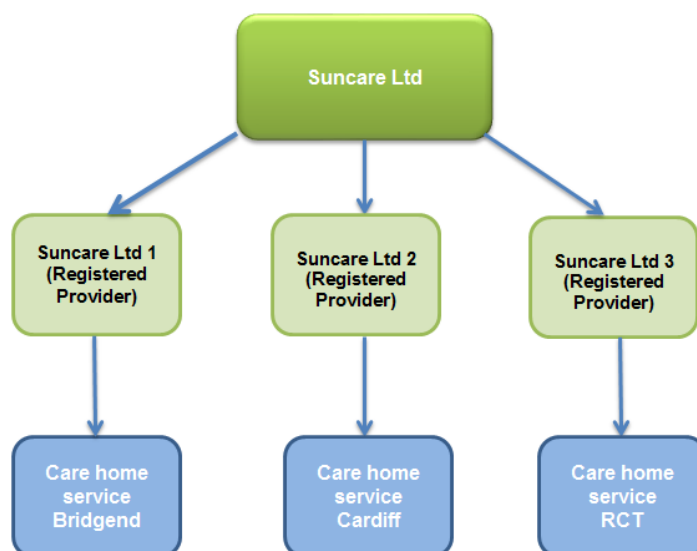 Suncare Ltd
Suncare Ltd 1
(Registered
Provider)
Suncare Ltd 2
(Registered
Provider)
Suncare Ltd 3
(Registered
Provider)
Care home
service
Bridgend
Care home
service
Cardiff
Care home
service
RCT